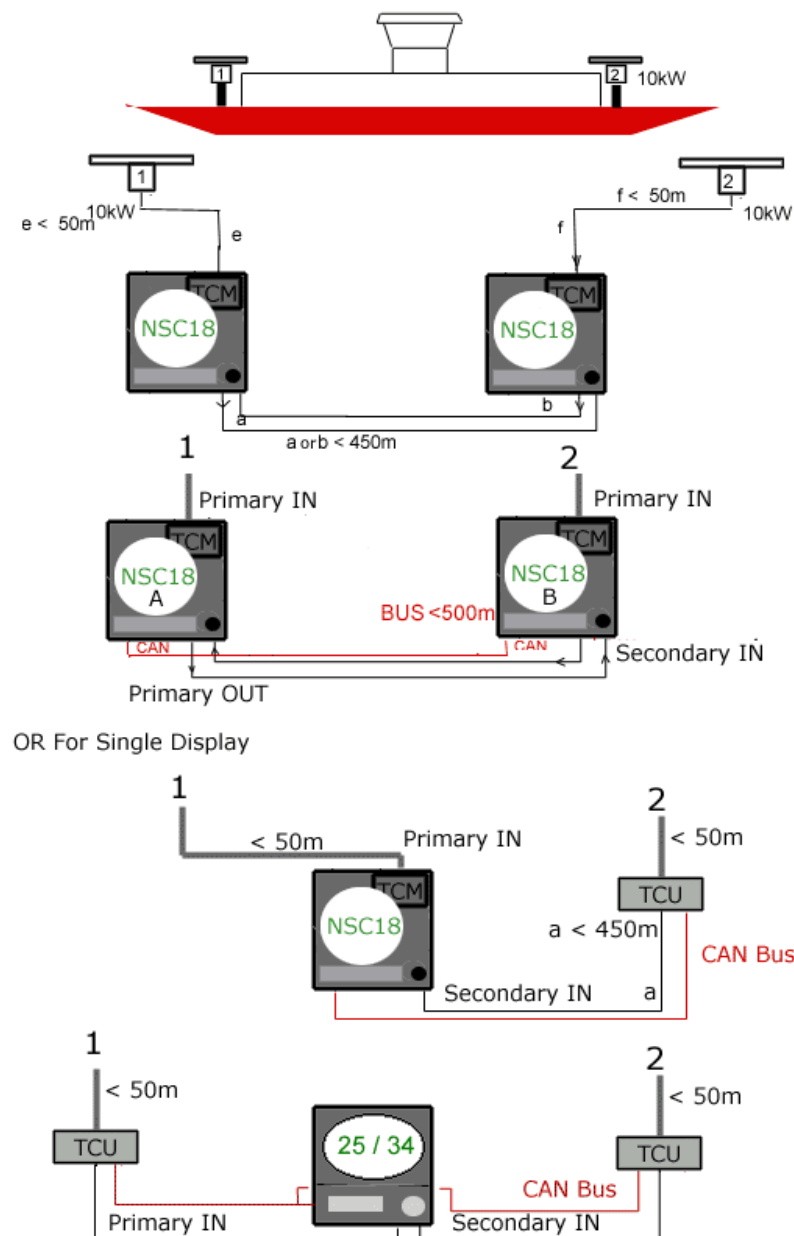 1
2 10kW
1
2
10kW
f < 50m
10kW
e < 50m
e
f
TCM
TCM
NSC18
NSC18
a
b
a or b < 450m
1
2
Primary IN
Primary IN
TCM
TCM
NSC18
NSC18
A
B
BUS <500m
CAN
CAN
Secondary IN
Primary OUT
OR For Single Display
1
2
< 50m
Primary IN
< 50m
TCM
TCU
NSC18
a < 450m
CAN Bus
Secondary IN
a
1
2
< 50m
< 50m
TCU
25 / 34
TCU
CAN Bus
Primary IN
Secondary IN